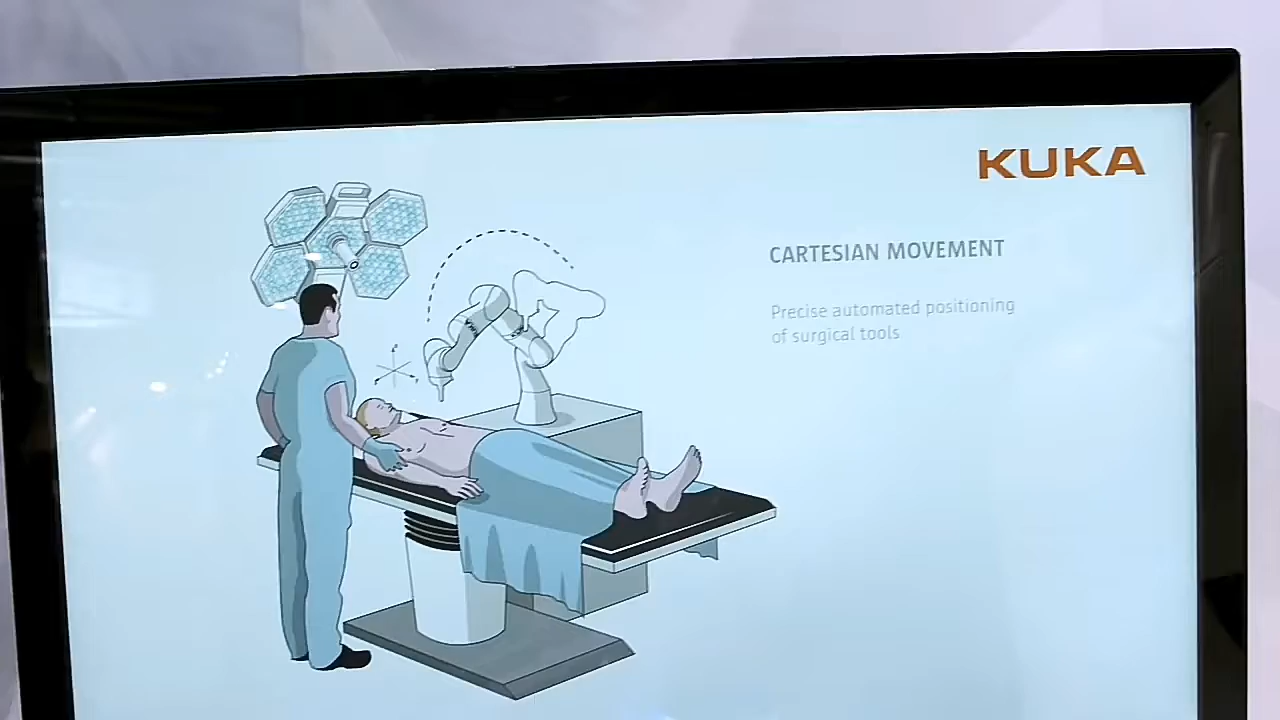 KUKA
CARTESIAN MOVEMENT
Precise automated positioning
of surgical tools